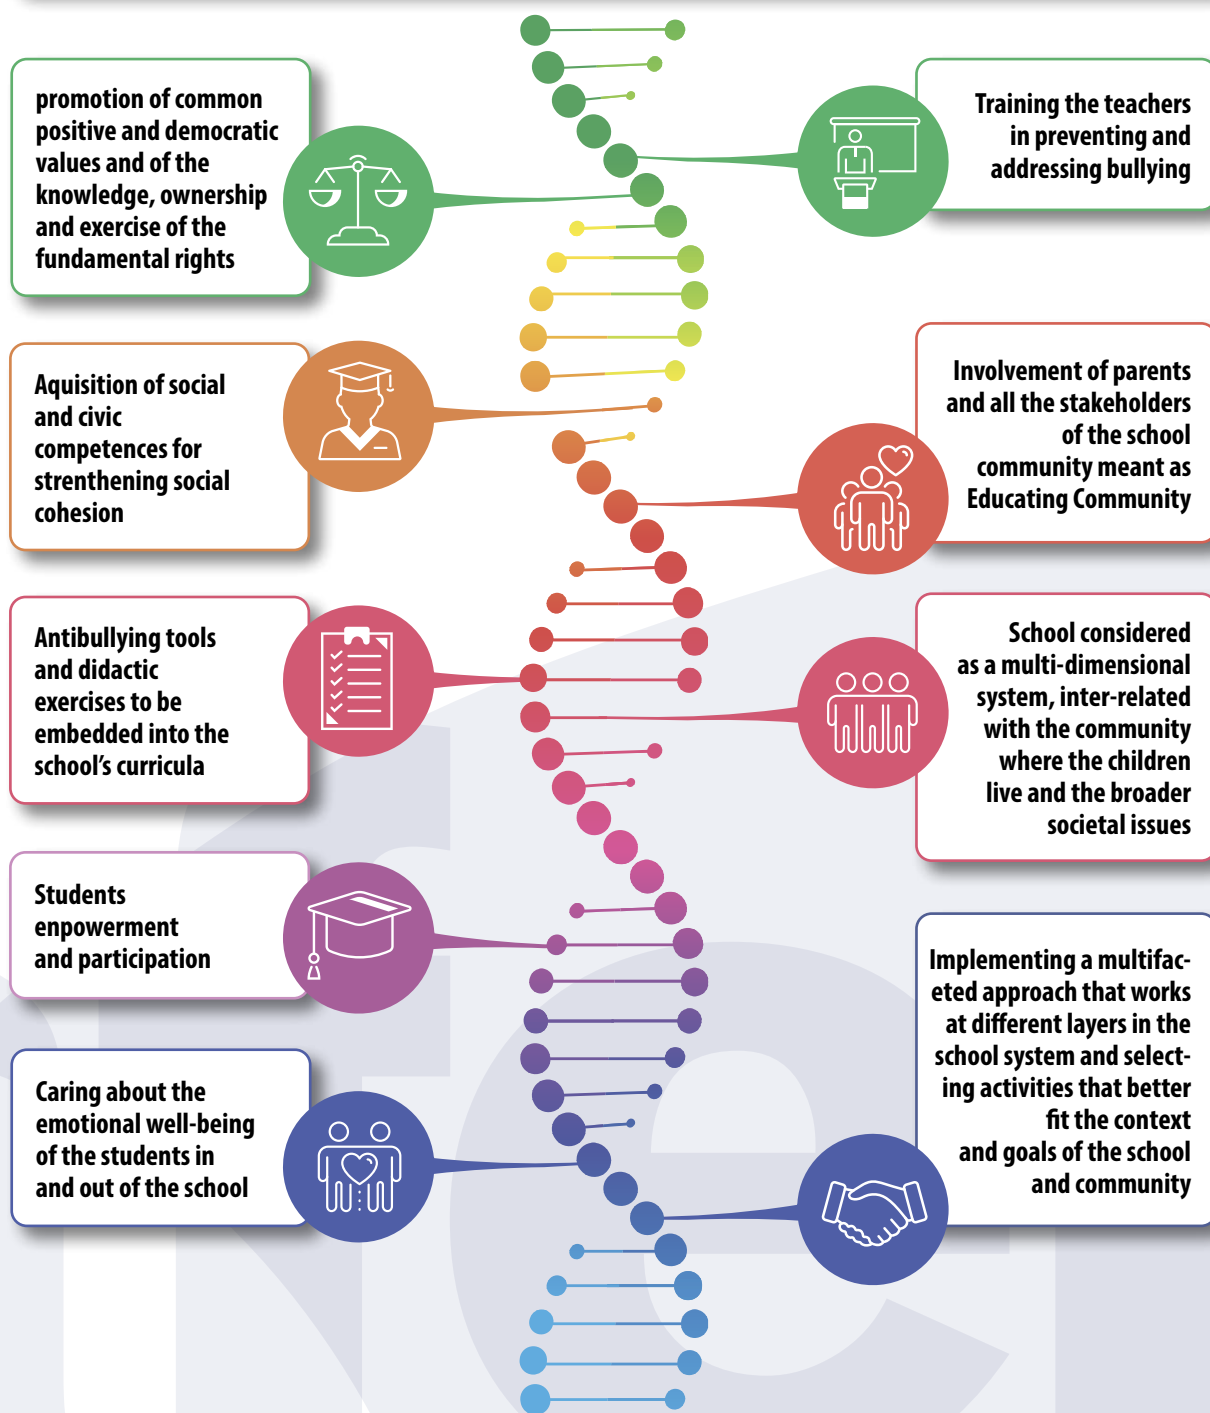 promotion of common
positive and democratic
values and of the
knowledge, ownership
and exercise of the
fundamental rights
Training the teachers
in preventing and
addressing bullying
Aquisition of social
and civic
competences for
strenthening social
cohesion
Involvement of parents
and all the stakeholders
of the school
community meant as
Educating Community
Antibullying tools
and didactic
exercises to be
embedded into the
school's curricula
School considered
as a multi-dimensional
system, inter-related
with the community
where the children
live and the broader
societal issues
Students
enpowerment
and participation
Implementing a multifac-
eted approach that works
at different layers in the
school system and select-
ing activities that better
fit the context
and goals of the school
and community
Caring about the
emotional well-being
of the students in
and out of the school